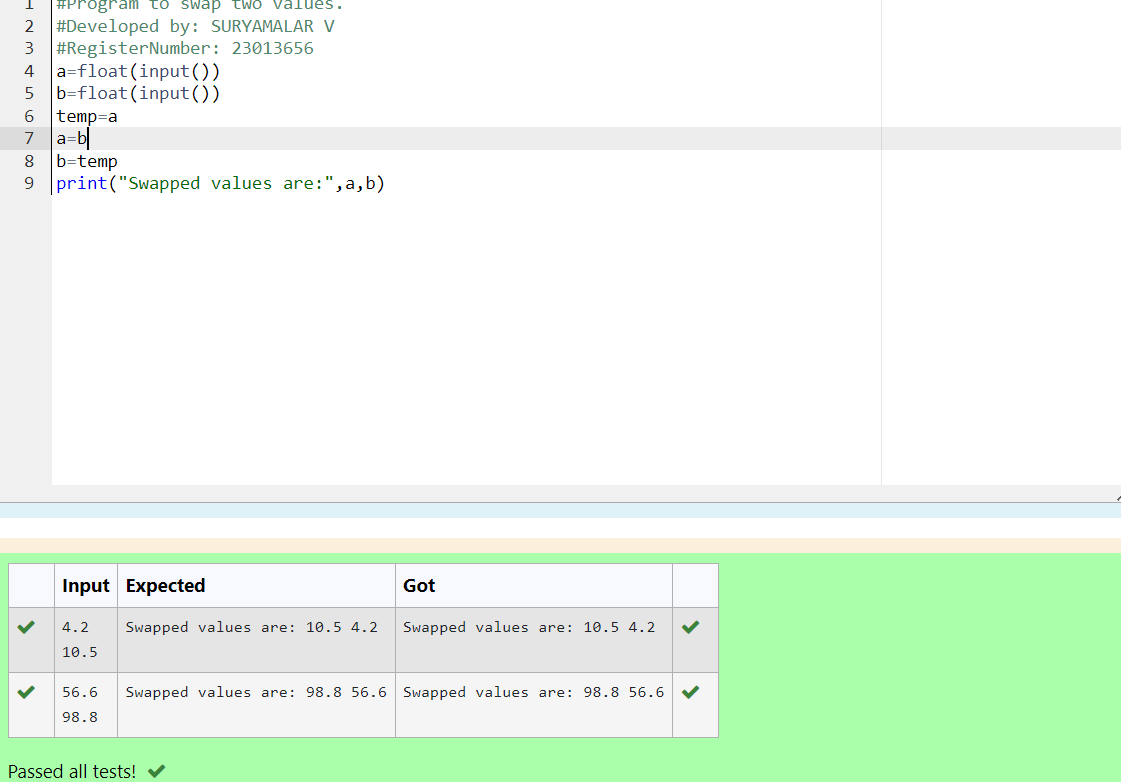 1 #Program to swap two values.
2 #Developed by: SURYAMALAR V
3 #RegisterNumber: 23013656
4 a=float(input())
5 b=float(input())
6 temp=a
7 a=b
8 b=temp
9 print("Swapped values are:",a,b)
Input Expected Got
4.2 Swapped values are: 10.5 4.2 Swapped values are: 10.5 4.2
10.5
56.6 Swapped values are: 98.8 56.6 Swapped values are: 98.8 56.6
98.8
Passed all tests!